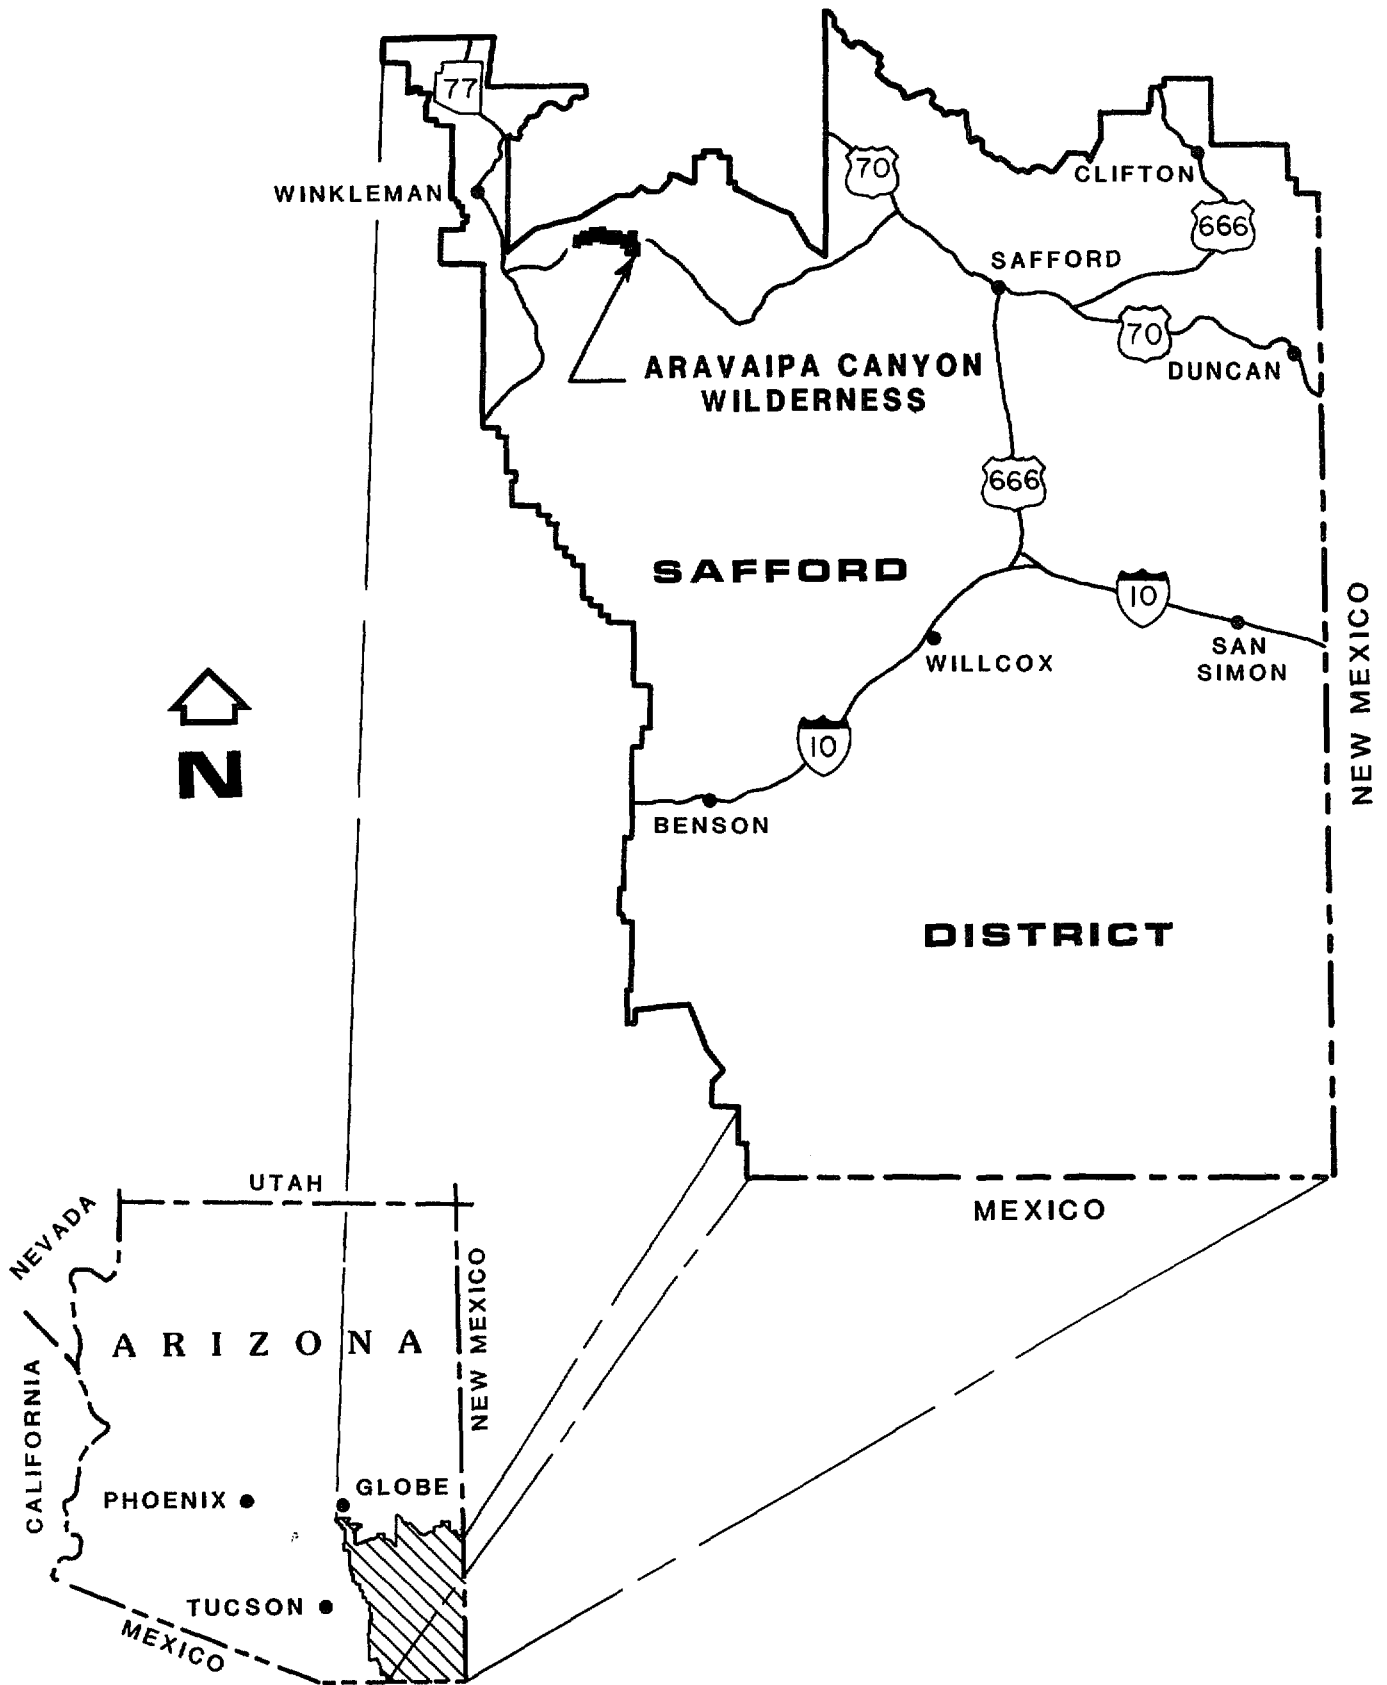 77
WINKLEMAN
70
CLIFTON
666
SAFFORD
70
DUNCAN
ARAVAIPA CANYON
WILDERNESS
666
SAFFORD
10
SAN
SIMON
WILLCOX
NEW MEXICO
N
10
BENSON
DISTRICT
MEXICO
UTAH
NEVADA
NEW MEXICO
ARIZONA
CALIFORNIA
GLOBE
PHOENIX
TUCSON
MEXICO